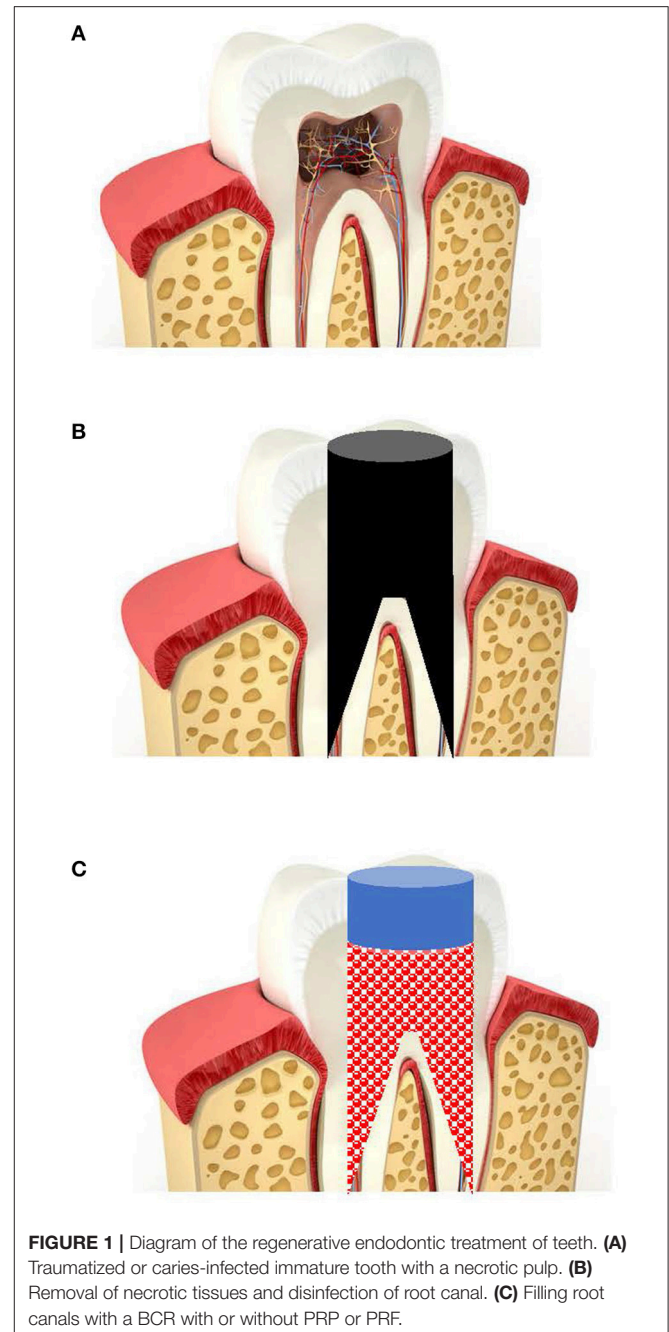 A
B
C
FIGURE 1 | Diagram of the regenerative endodontic treatment of teeth. (A)
Traumatized or caries-infected immature tooth with a necrotic pulp. (B)
Removal of necrotic tissues and disinfection of root canal. (C) Filling root
canals with a BCR with or without PRP or PRF.